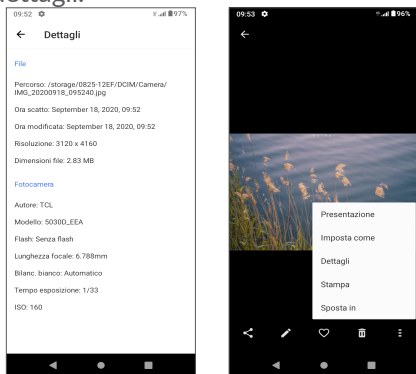 09:52
97%
Dettagli
File
Percorso: /storage/0825-12EF/DCIM/Camera/
IMG_20200918_095240.jpg
Ora scatto: September 18, 2020, 09:52
Ora modificata: September 18, 2020, 09:52
Risoluzione: 3120 x 4160
Dimensioni file: 2.83 MB
Fotocamera
Autore: TCL
Modello: 5030D_EEA
Flash: Senza flash
Lunghezza focale: 6.788mm
Bilanc. bianco: Automatico
Tempo esposizione: 1/33
ISO: 160
09:53
96%
Presentazione
Imposta come
Dettagli
Stampa
Sposta in